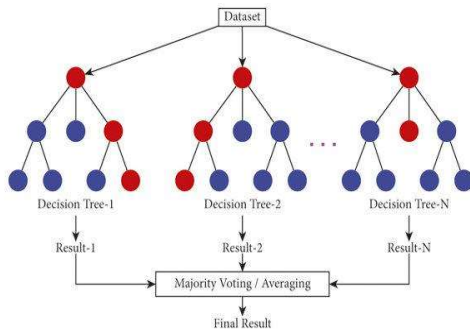 Dataset
Decision Tree-1
Decision Tree-2
Decision Tree-N
Result-1
Result-2
Result-N
Majority Voting / Averaging
Final Result